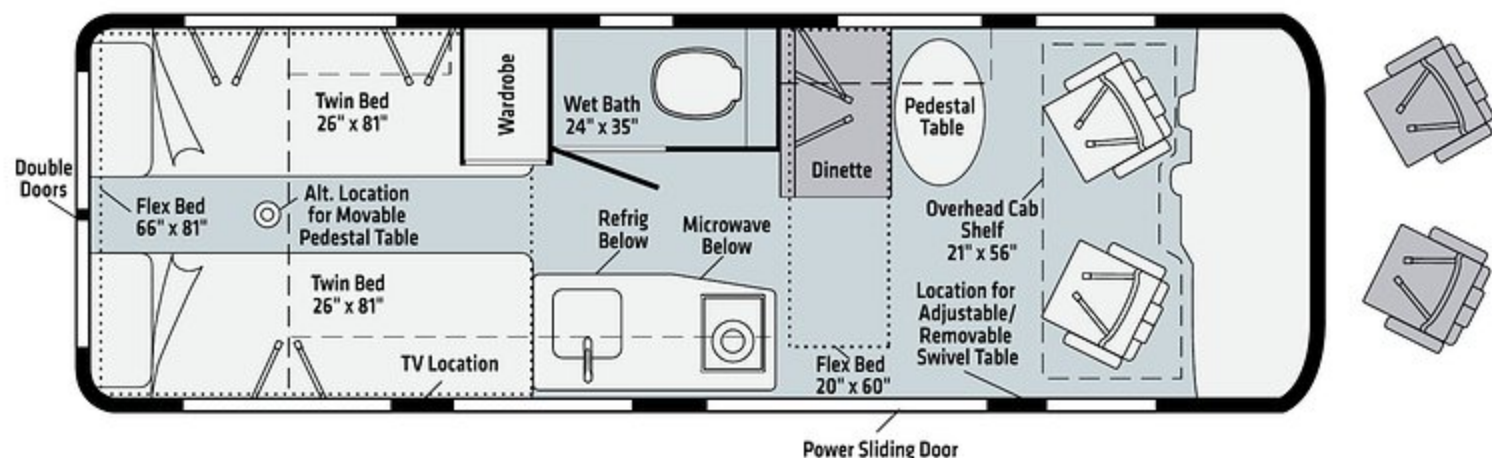 Double
Doors
Twin Bed
26" x 81"
Flex Bed
66" x 81"
Alt. Location
for Movable
Pedestal Table
Twin Bed
26" x 81"
TV Location
Wardrobe
Wet Bath
24" x 35"
Refrig
Below
Microwave
Below
Dinette
Pedestal
Table
Overhead Cab
Shelf
21" x 56"
Location for
Adjustable/
Removable
Swivel Table
Flex Bed
20" x 60"
Power Sliding Door